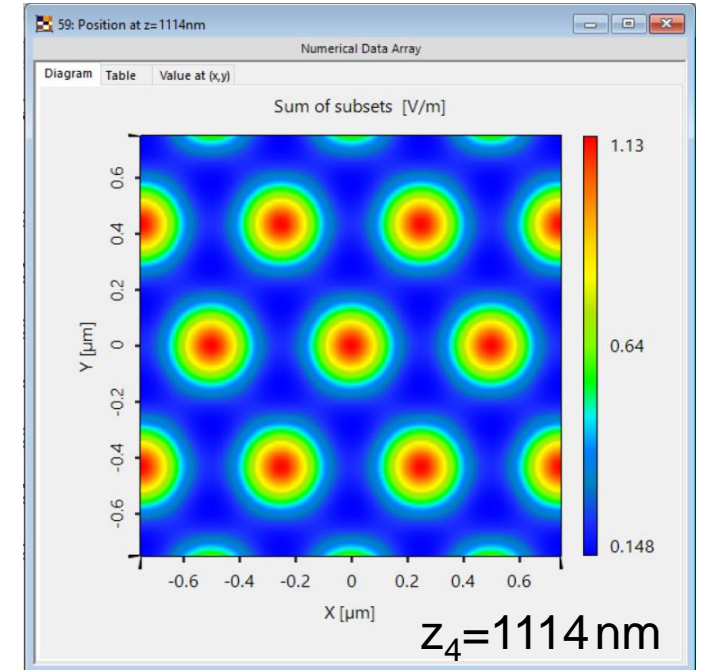 59: Position at z=1114nm
Numerical Data Array
Diagram Table Value at (x,y)
Sum of subsets [V/m]
1.13
0.64
0.148
Y [µm]
0.6
0.4
0.2
0
-0.2
-0.4
-0.6
-0.6 -0.4 -0.2 0 0.2 0.4 0.6
X [µm]
z₄=1114nm